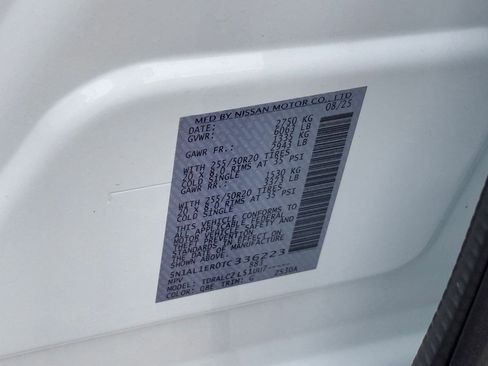 MFD BY NISSAN MOTOR CO., LTD
DATE: 08/25
GVWR: 2750 KG
6063 LB
GAWR FR.: 1335 KG
2943 LB
WITH 255/50R20 TIRES
20 X 8.0 RIMS AT 35 PSI
COLD SINGLE
GAWR RR.: 1530 KG
3373 LB
WITH 255/50R20 TIRES
20 X 8.0 RIMS AT 35 PSI
COLD SINGLE
THIS VEHICLE CONFORMS TO
ALL APPLICABLE FEDERAL
MOTOR VEHICLE SAFETY AND
THEFT PREVENTION
STANDARDS IN EFFECT ON
THE DATE OF MANUFACTURE
SHOWN ABOVE.
5N1AL1ER0TC336223
MPV 583
MODEL:
COLOR: QBE TRIM: G 2530A